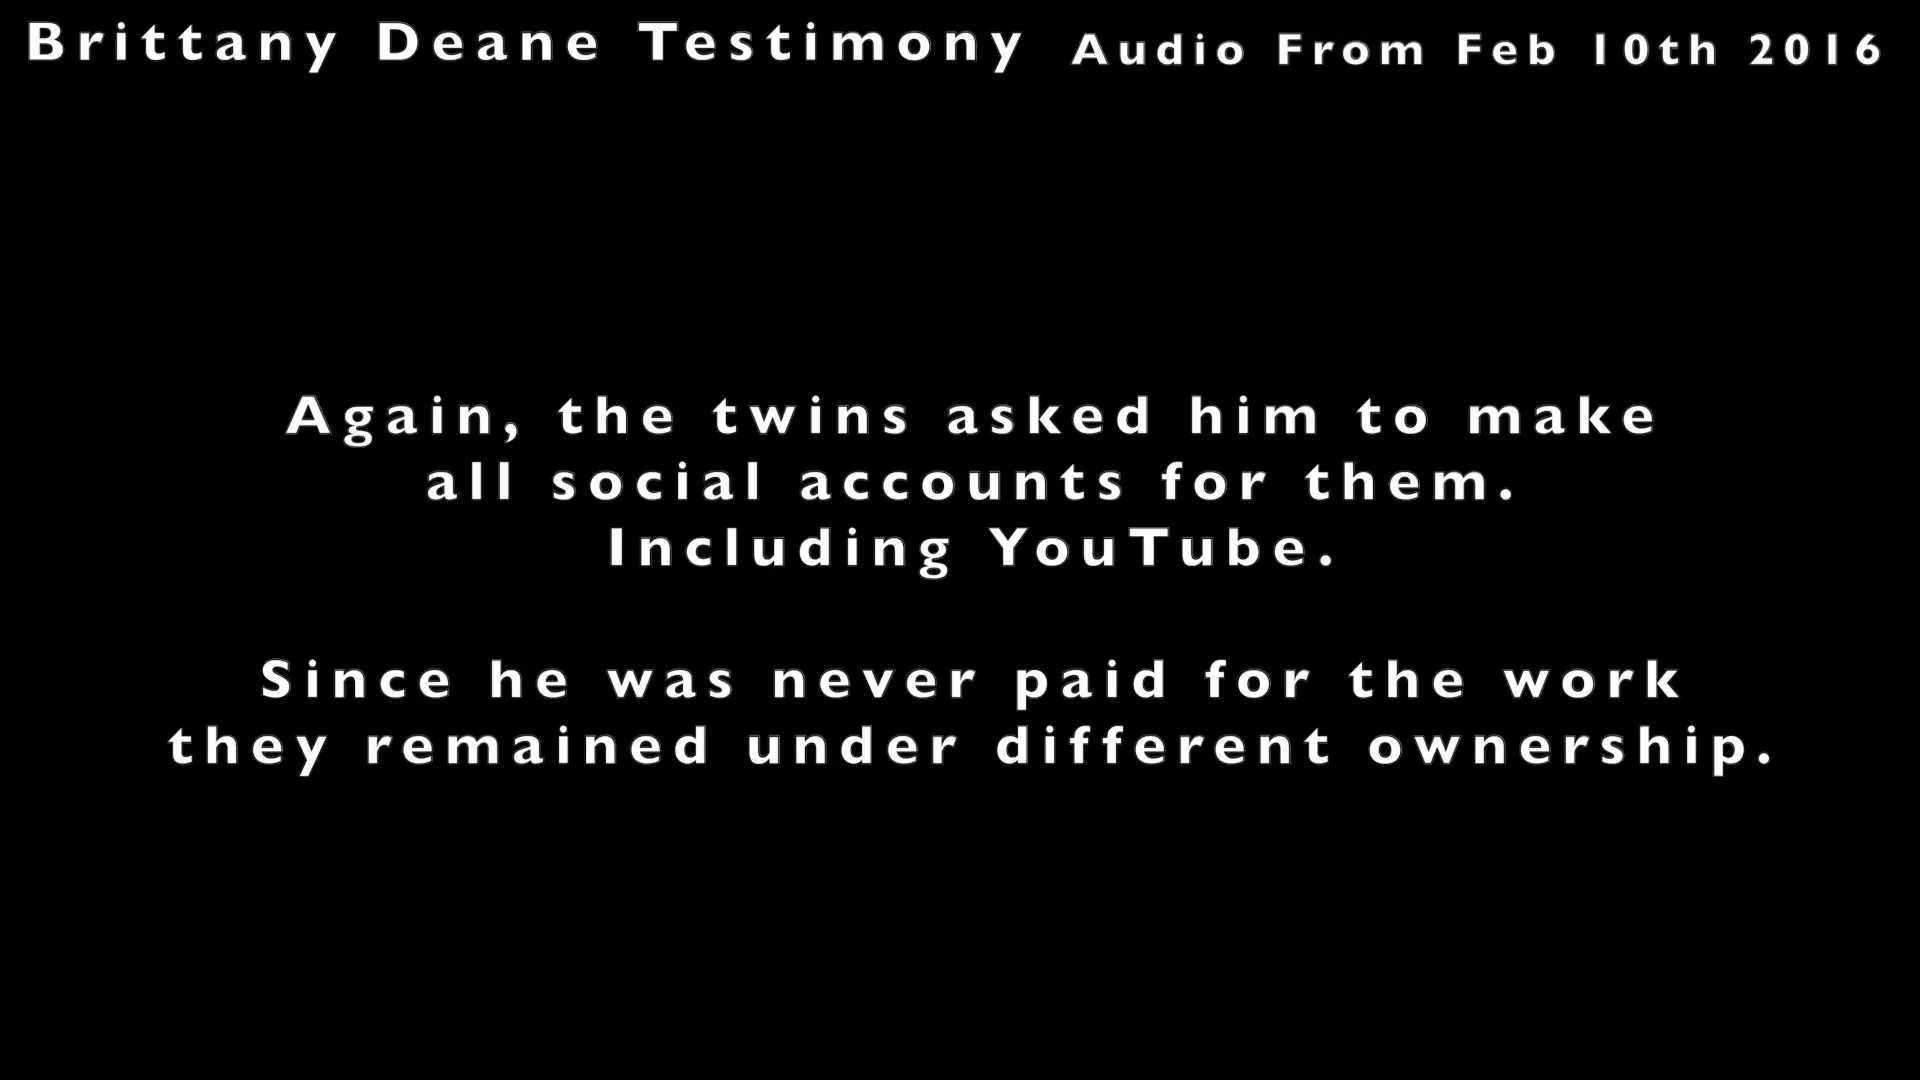 Brittany Deane Testimony Audio From Feb 10th 2016
Again, the twins asked him to make
all social accounts for them.
Including YouTube.
Since he was never paid for the work
they remained under different ownership.